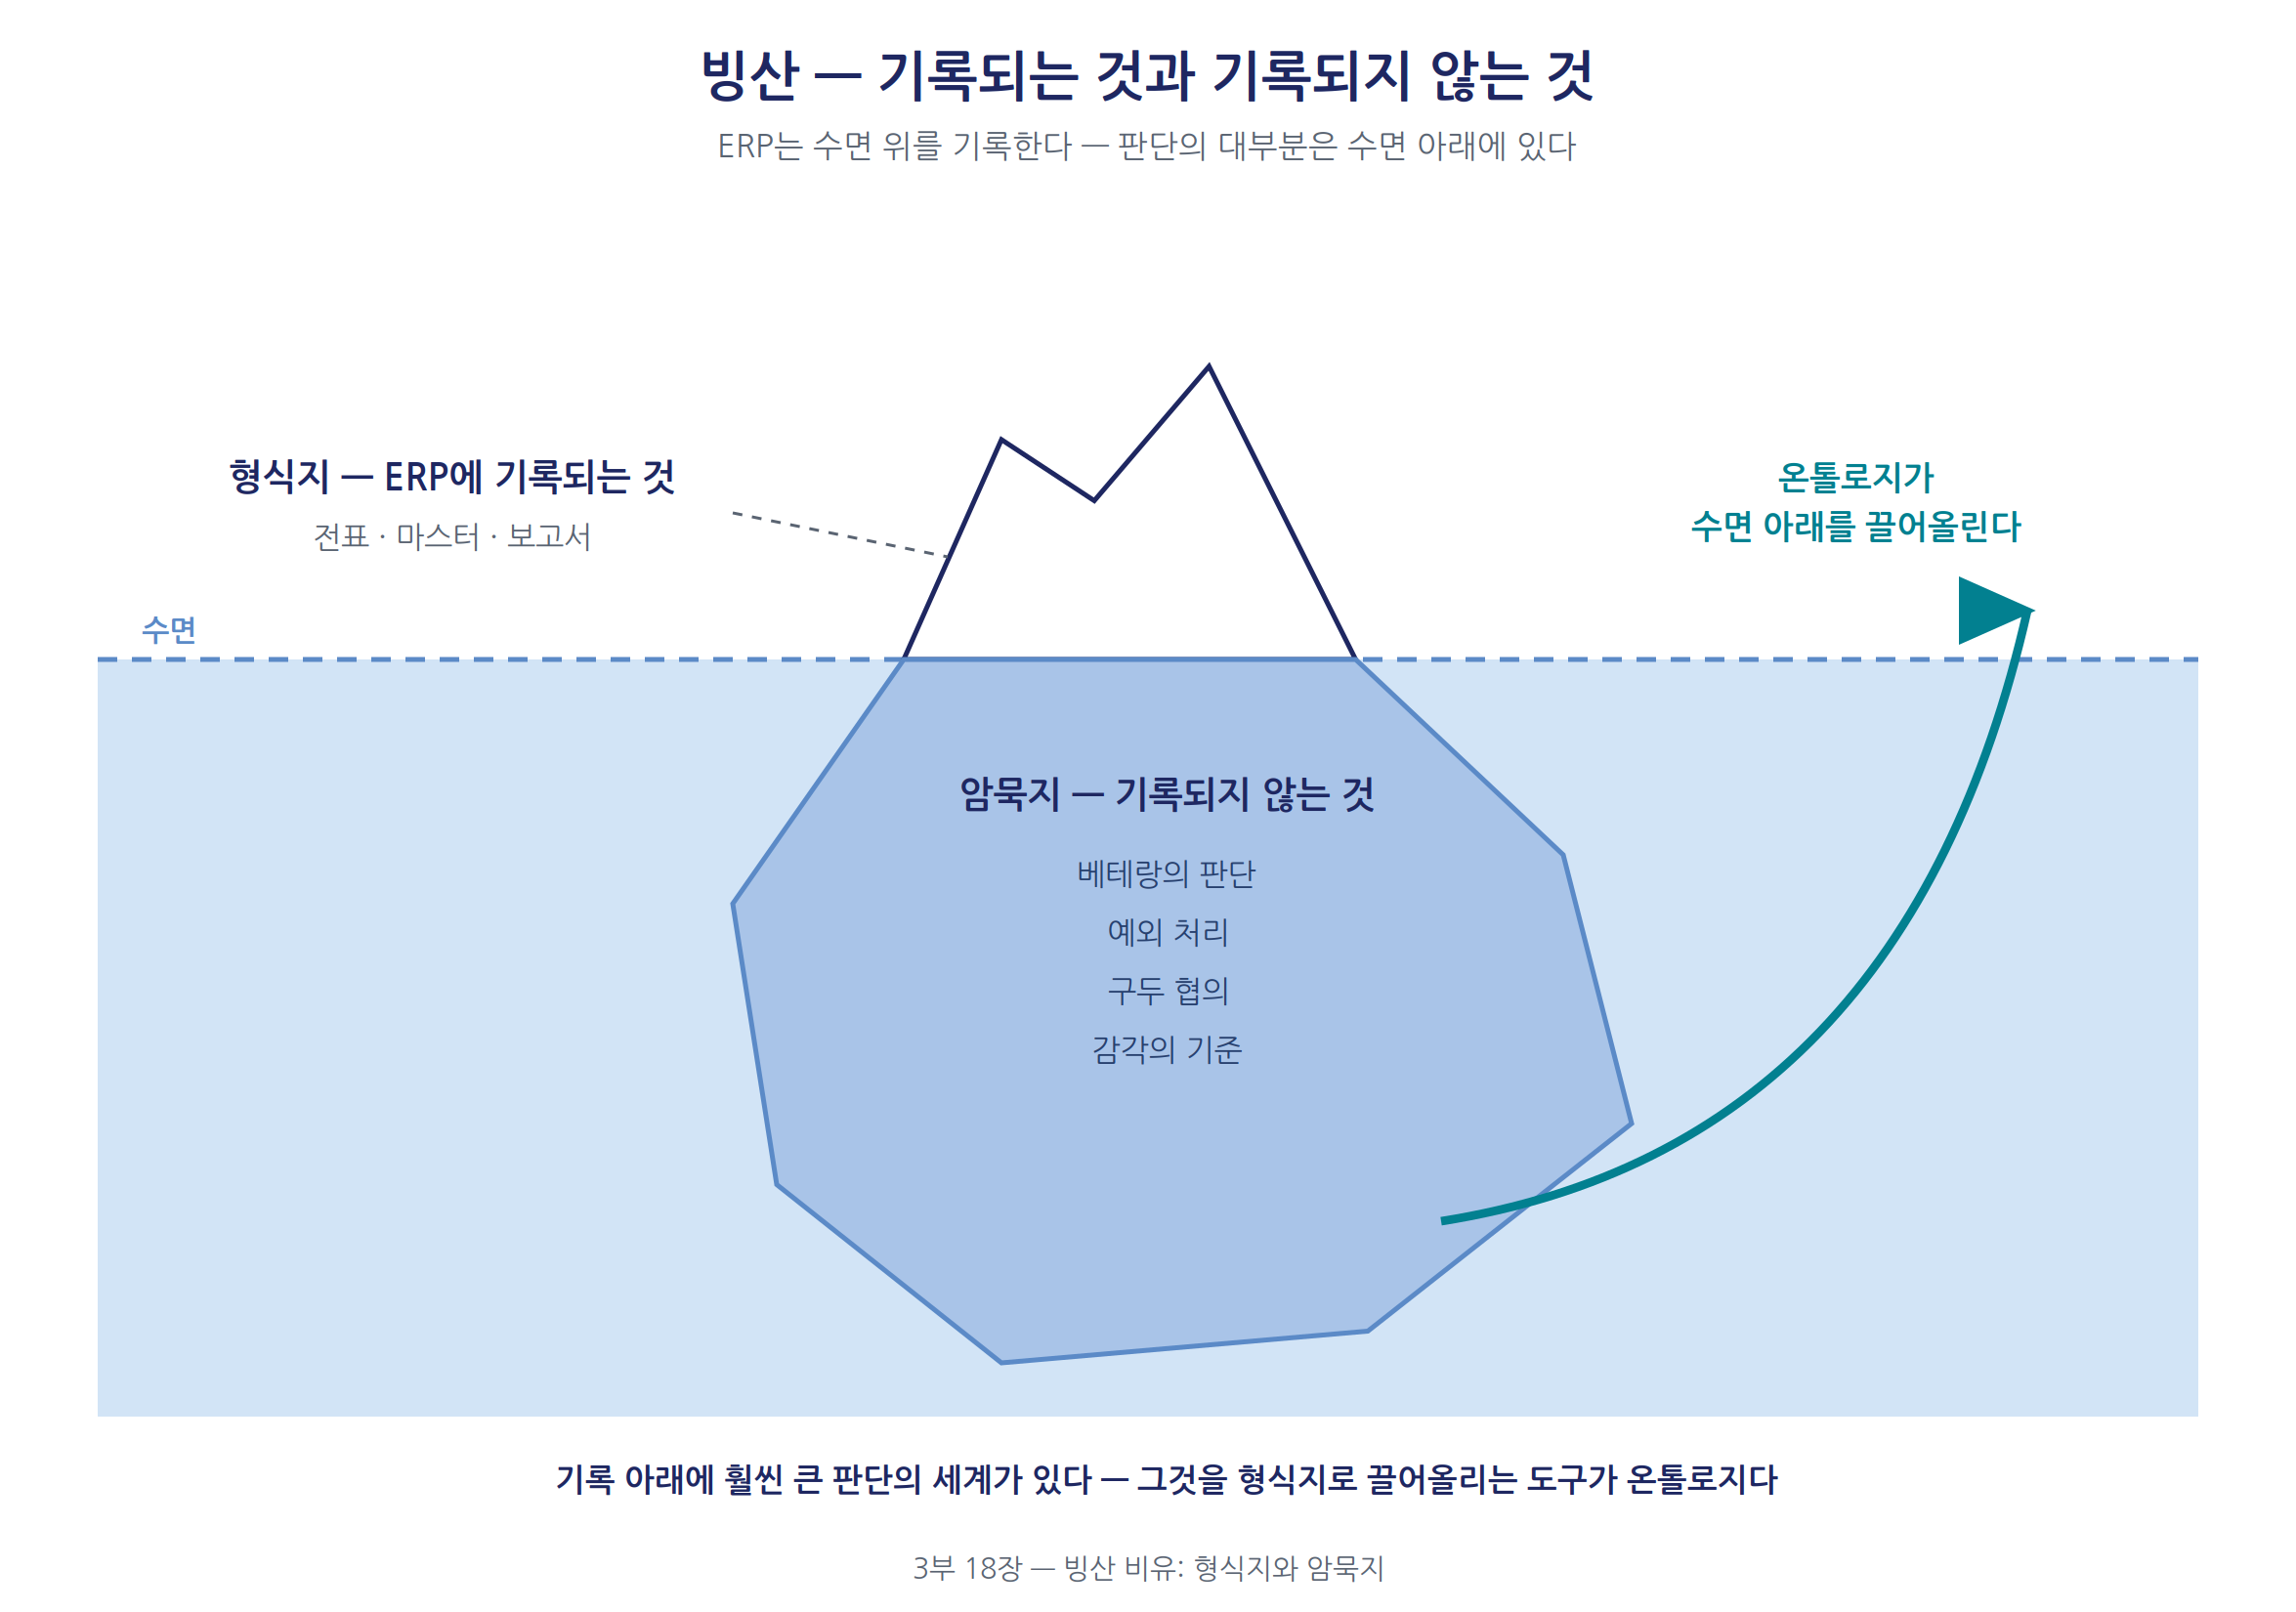 빙산 — 기록되는 것과 기록되지 않는 것
ERP는 수면 위를 기록한다 — 판단의 대부분은 수면 아래에 있다
형식지 — ERP에 기록되는 것
전표 · 마스터 · 보고서
온톨로지가
수면 아래를 끌어올린다
수면
암묵지 — 기록되지 않는 것
베테랑의 판단
예외 처리
구두 협의
감각의 기준
기록 아래에 훨씬 큰 판단의 세계가 있다 — 그것을 형식지로 끌어올리는 도구가 온톨로지다
3부 18장 — 빙산 비유: 형식지와 암묵지